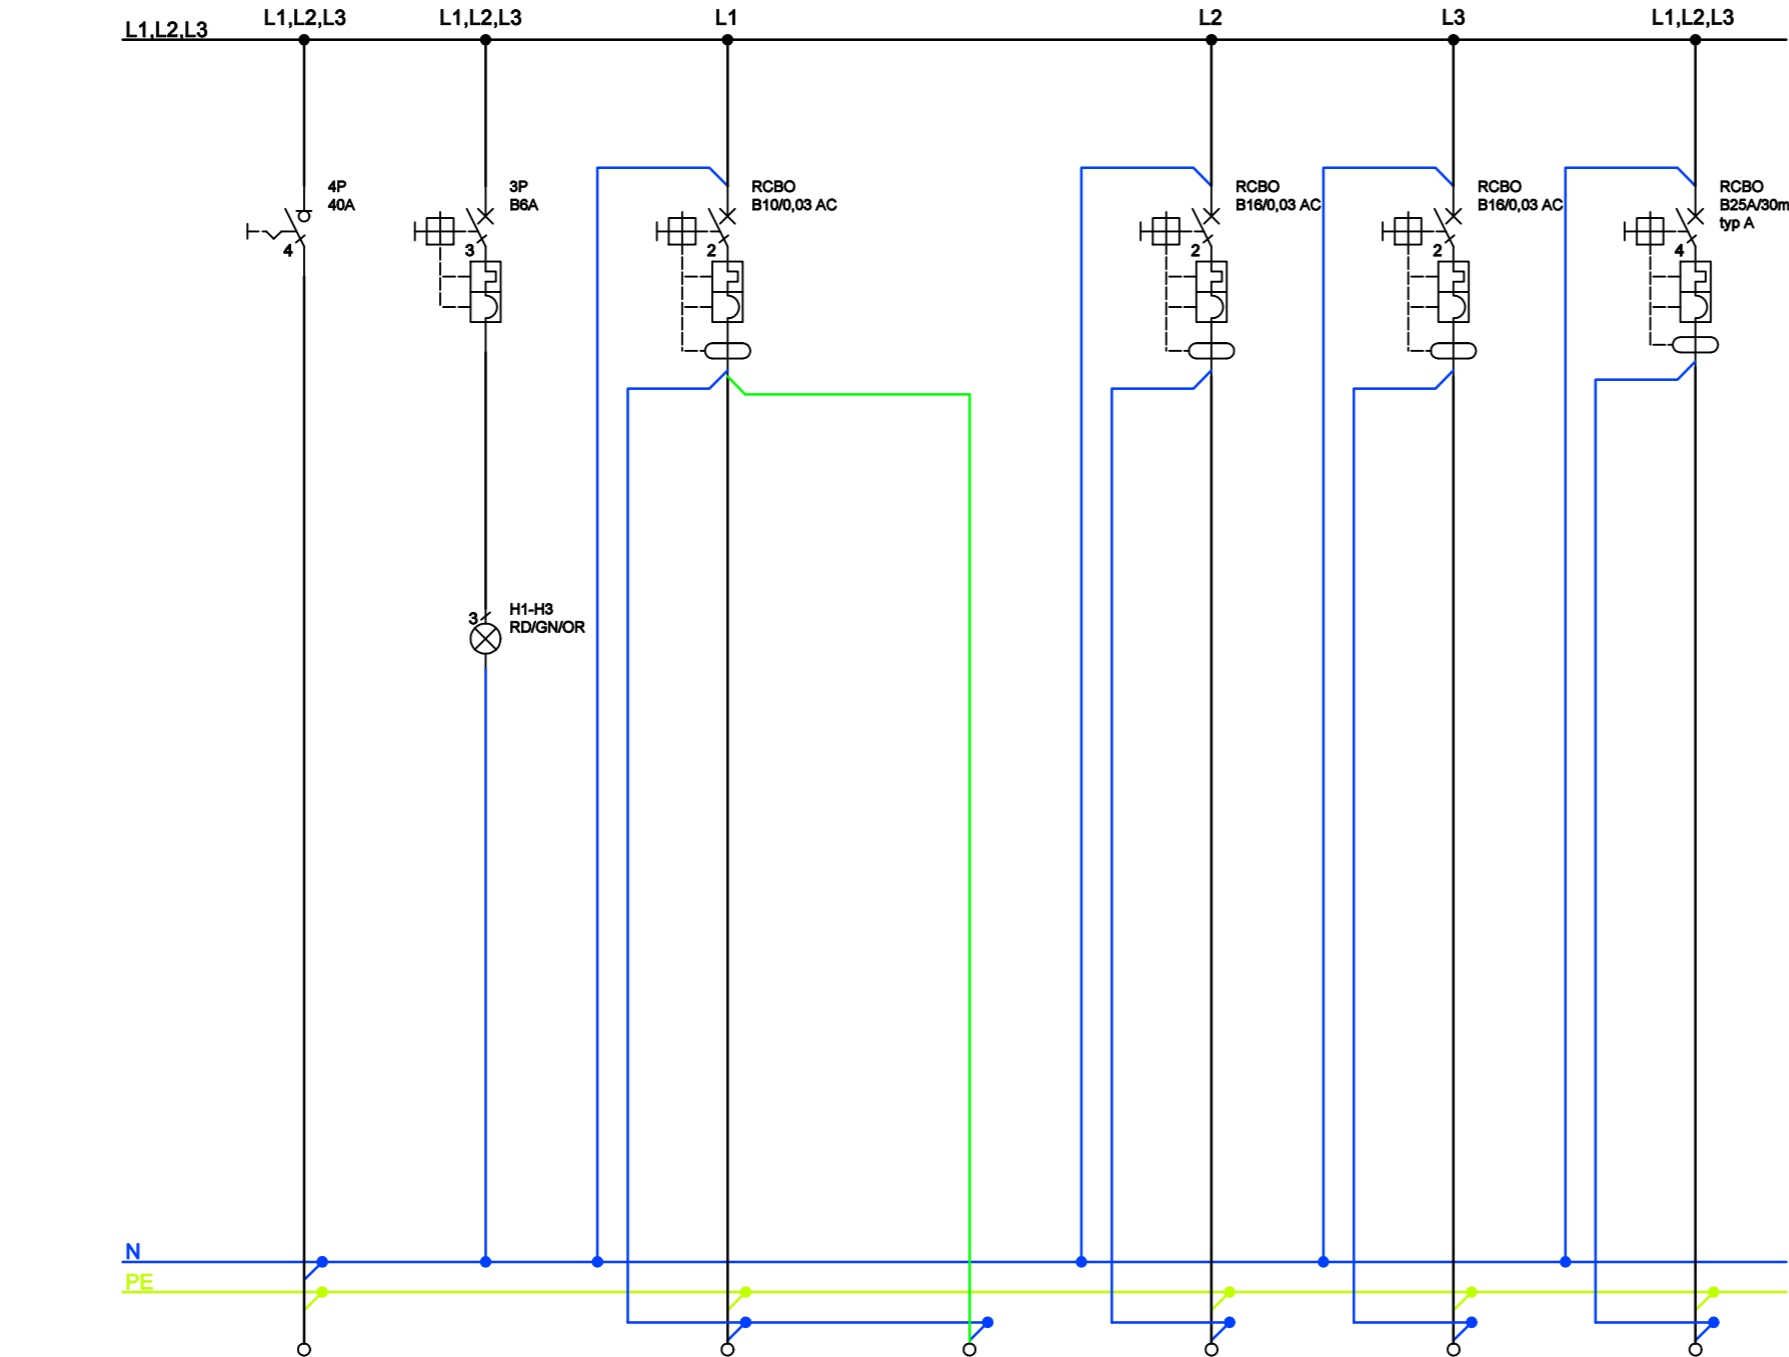 L1,L2,L3
L1,L2,L3
L1,L2,L3
L1
L2
L3
L1,L2,L3
4P
40A
4
3P
B6A
3
RCBO
B10/0,03 AC
2
RCBO
B16/0,03 AC
2
RCBO
B16/0,03 AC
2
RCBO
B25A/30m
typ A
4
H1-H3
RD/GN/OR
3
N
PE